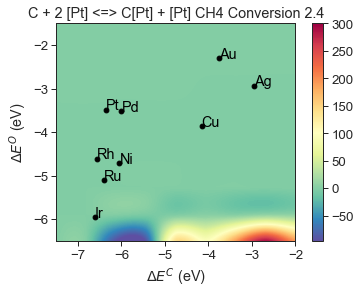 C + 2 [Pt] <=> C[Pt] + [Pt] CH4 Conversion 2.4
300
250
200
150
100
50
0
−50
−2
−3
−4
−5
−6
ΔE^O (eV)
Au
Ag
Pt
Pd
Cu
Rh
Ni
Ru
Ir
−7
−6
−5
−4
−3
−2
ΔE^C (eV)